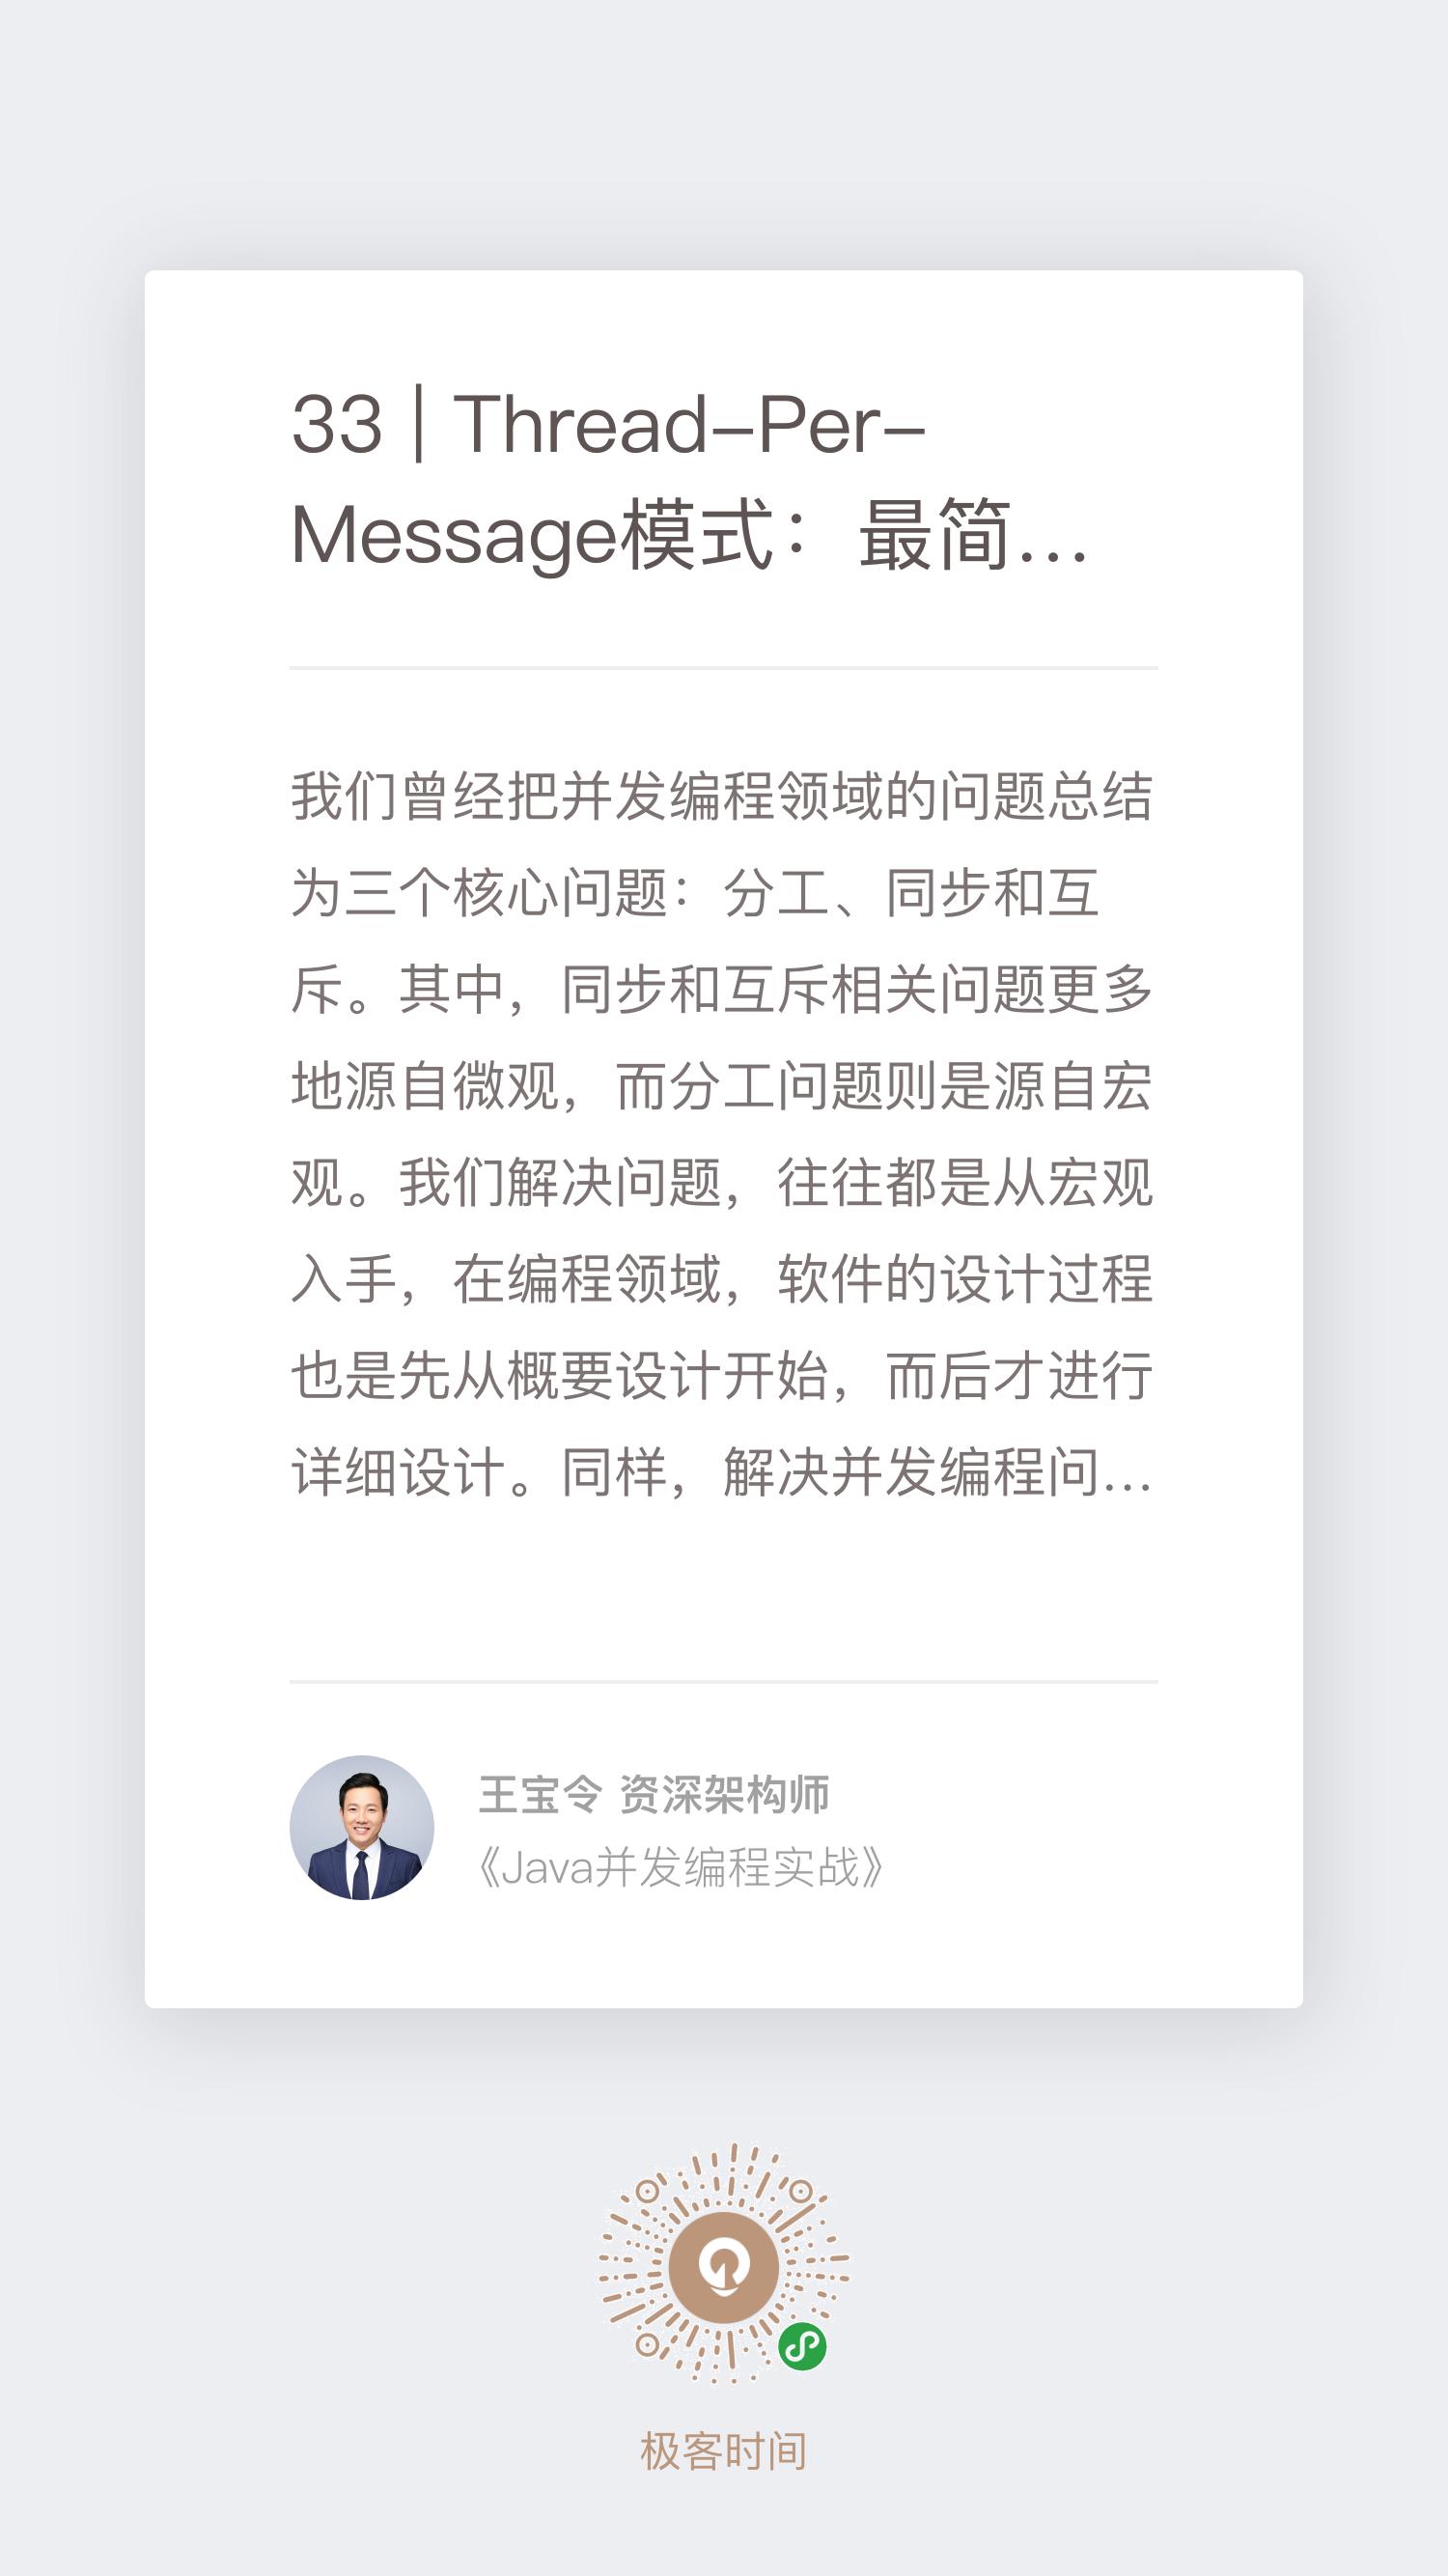 33 | Thread-Per-
Message模式：最简...
我们曾经把并发编程领域的问题总结
为三个核心问题：分工、同步和互
斥。其中，同步和互斥相关问题更多
地源自微观，而分工问题则是源自宏
观。我们解决问题，往往都是从宏观
入手，在编程领域，软件的设计过程
也是先从概要设计开始，而后才进行
详细设计。同样，解决并发编程问...
王宝令 资深架构师
《Java并发编程实战》
极客时间